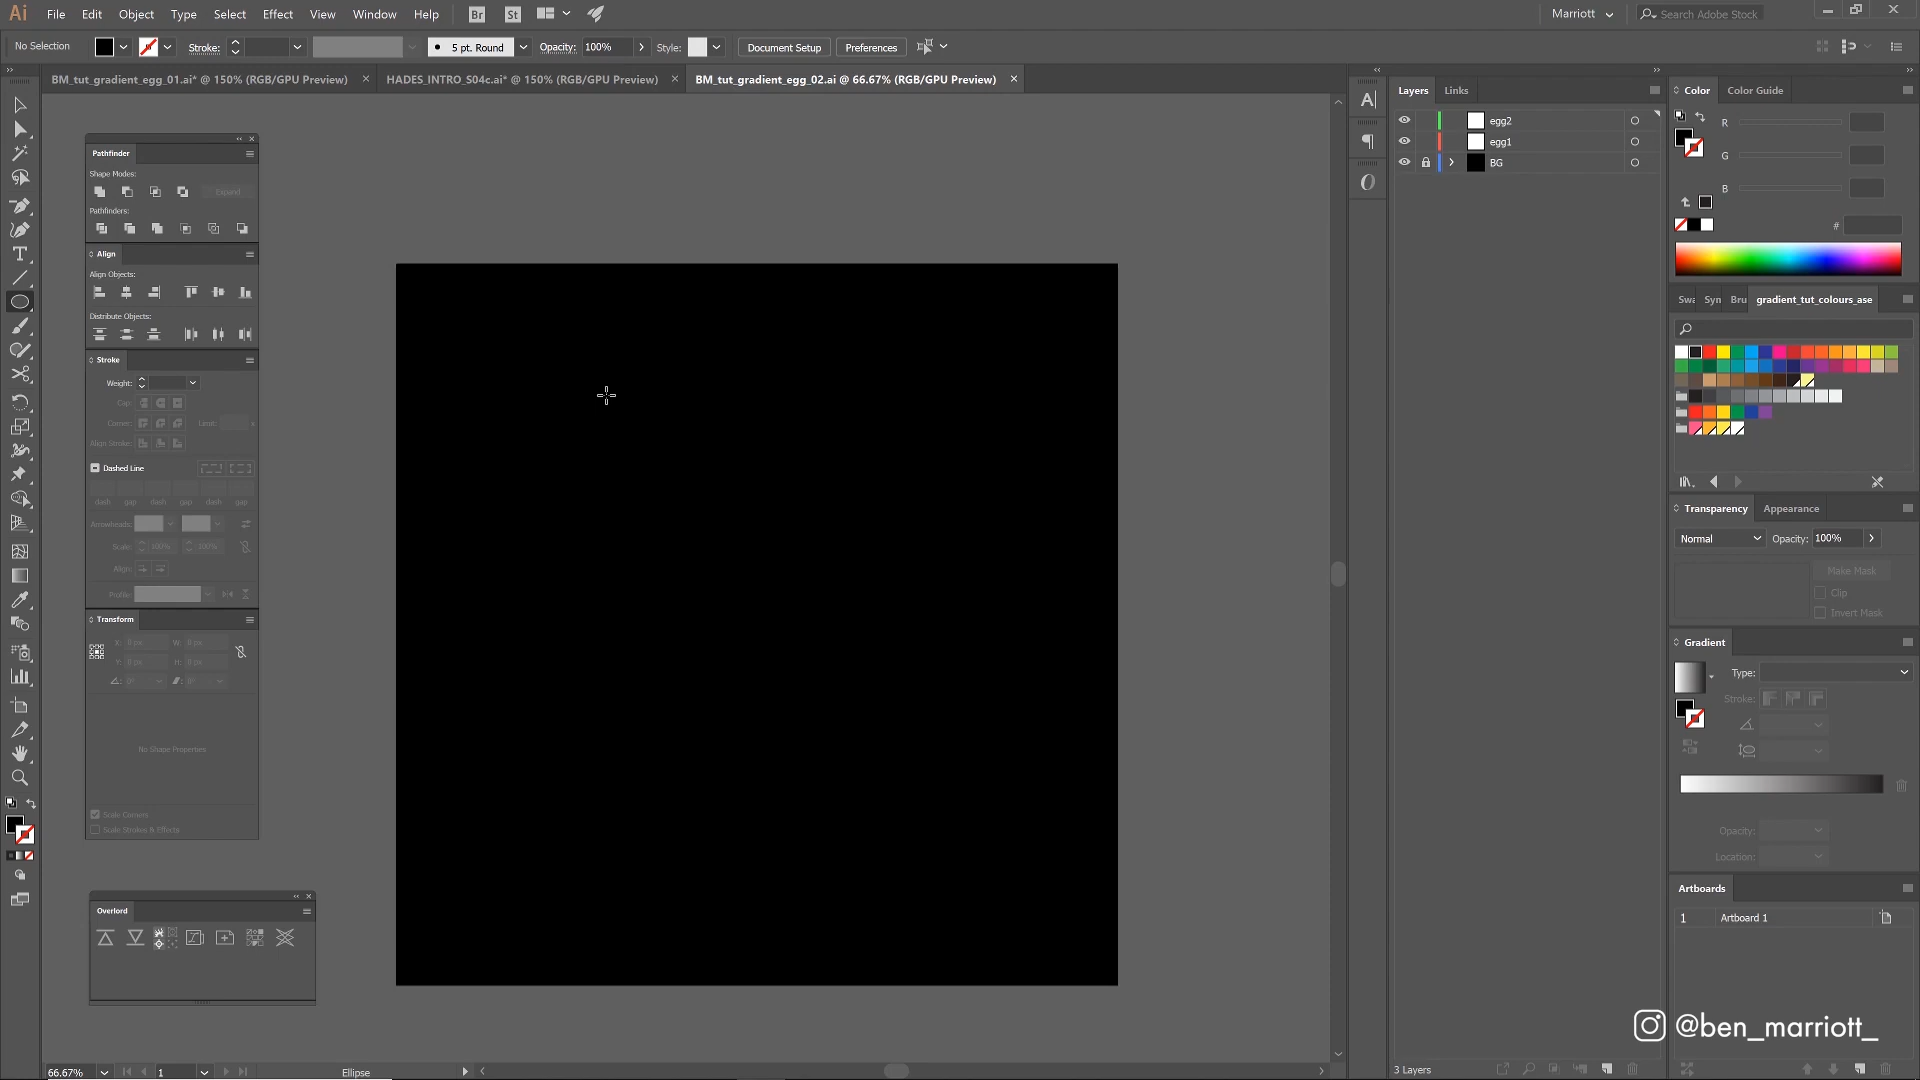 Ai File Edit Object Type Select Effect View Window Help Br St Marriott Search Adobe Stock
No Selection Stroke: 5 pt. Round Opacity: 100% Style: Document Setup Preferences
BM_tut_gradient_egg_01.ai* @ 150% (RGB/GPU Preview) HADES_INTRO_S04c.ai* @ 150% (RGB/GPU Preview) BM_tut_gradient_egg_02.ai @ 66.67% (RGB/GPU Preview)
Pathfinder
Shape Modes:
Expand
Pathfinders:
Align
Align Objects:
Distribute Objects:
Stroke
Weight:
Cap:
Corner: Limit:
Align Stroke:
Dashed Line
dash gap dash gap dash gap
Arrowheads:
Scale: 100% 100%
Align:
Profile:
Transform
X: 0 px W: 0 px
Y: 0 px H: 0 px
0° 0°
No Shape Properties
Scale Corners
Scale Strokes & Effects
Overlord
Layers Links
egg2
egg1
BG
Color Color Guide
R
G
B
#
Swa Syn Bru gradient_tut_colours_ase
Transparency Appearance
Normal Opacity: 100%
Make Mask
Clip
Invert Mask
Gradient
Type:
Stroke:
Opacity:
Location:
Artboards
1 Artboard 1
@ben_marriott_
66.67% 1 Ellipse 3 Layers